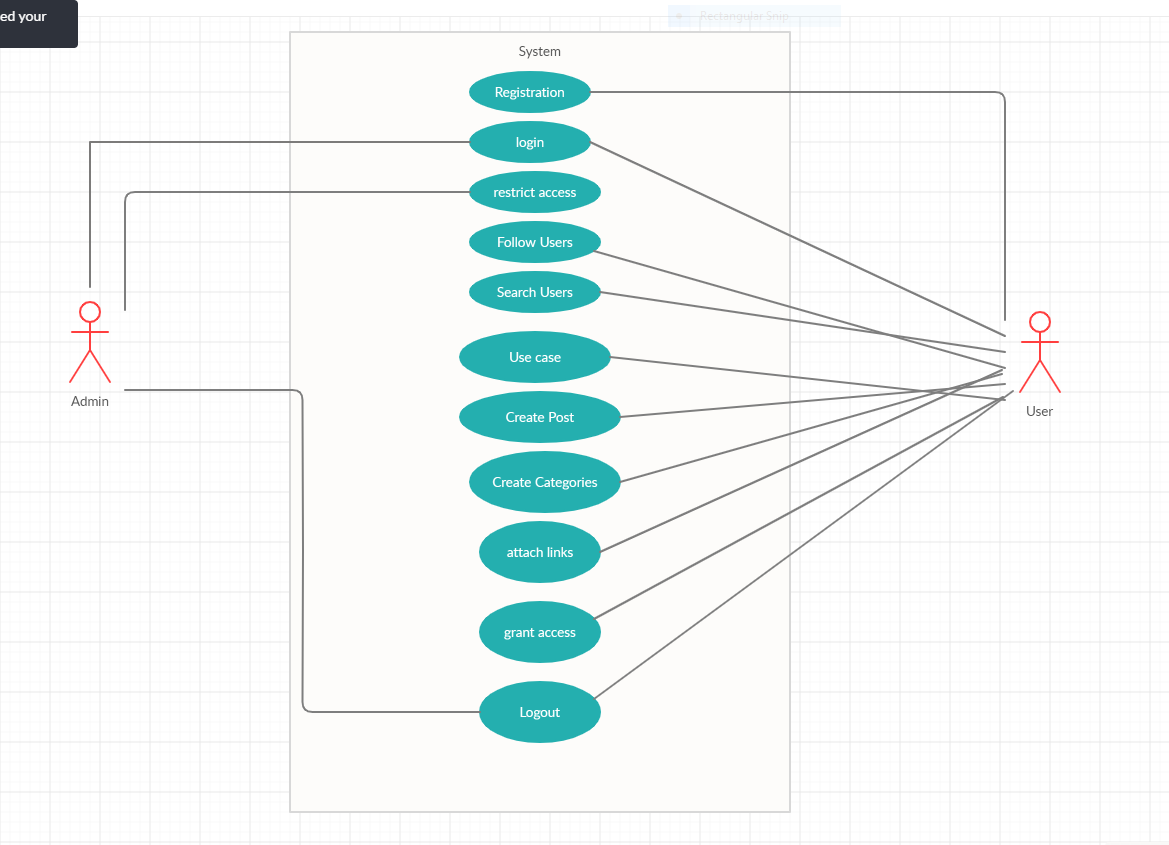 ed your
Rectangular Snip
System
Registration
login
restrict access
Follow Users
Search Users
Use case
Create Post
Create Categories
attach links
grant access
Logout
Admin
User